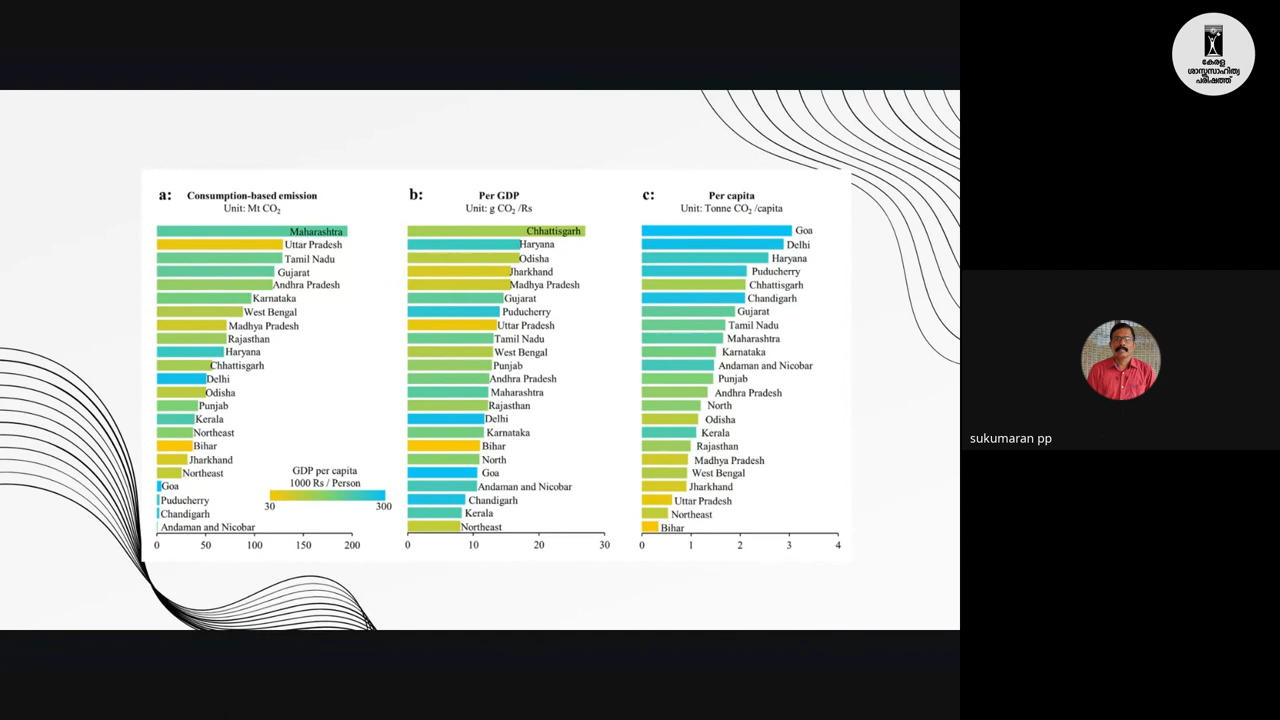 a: Consumption-based emission
Unit: Mt CO2
Maharashtra
Uttar Pradesh
Tamil Nadu
Gujarat
Andhra Pradesh
Karnataka
West Bengal
Madhya Pradesh
Rajasthan
Haryana
Chhattisgarh
Delhi
Odisha
Punjab
Kerala
Northeast
Bihar
Jharkhand
Northeast
Goa
Puducherry
Chandigarh
Andaman and Nicobar
0 50 100 150 200
GDP per capita
1000 Rs / Person
30 300
b: Per GDP
Unit: g CO2 /Rs
Chhattisgarh
Haryana
Odisha
Jharkhand
Madhya Pradesh
Gujarat
Puducherry
Uttar Pradesh
Tamil Nadu
West Bengal
Punjab
Andhra Pradesh
Maharashtra
Rajasthan
Delhi
Karnataka
Bihar
North
Goa
Andaman and Nicobar
Chandigarh
Kerala
Northeast
0 10 20 30
c: Per capita
Unit: Tonne CO2 /capita
Goa
Delhi
Haryana
Puducherry
Chhattisgarh
Chandigarh
Gujarat
Tamil Nadu
Maharashtra
Karnataka
Andaman and Nicobar
Punjab
Andhra Pradesh
North
Odisha
Kerala
Rajasthan
Madhya Pradesh
West Bengal
Jharkhand
Uttar Pradesh
Northeast
Bihar
0 1 2 3 4
കേരള
ശാസ്ത്രസാഹിത്യ
പരിഷത്ത്
sukumaran pp